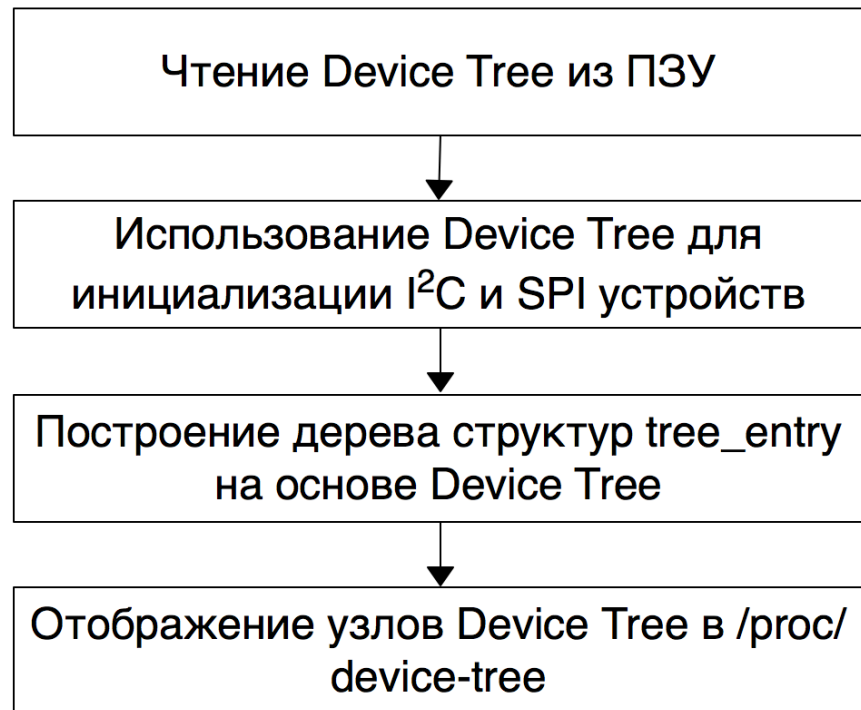 Чтение Device Tree из ПЗУ
Использование Device Tree для
инициализации I²C и SPI устройств
Построение дерева структур tree_entry
на основе Device Tree
Отображение узлов Device Tree в /proc/
device-tree